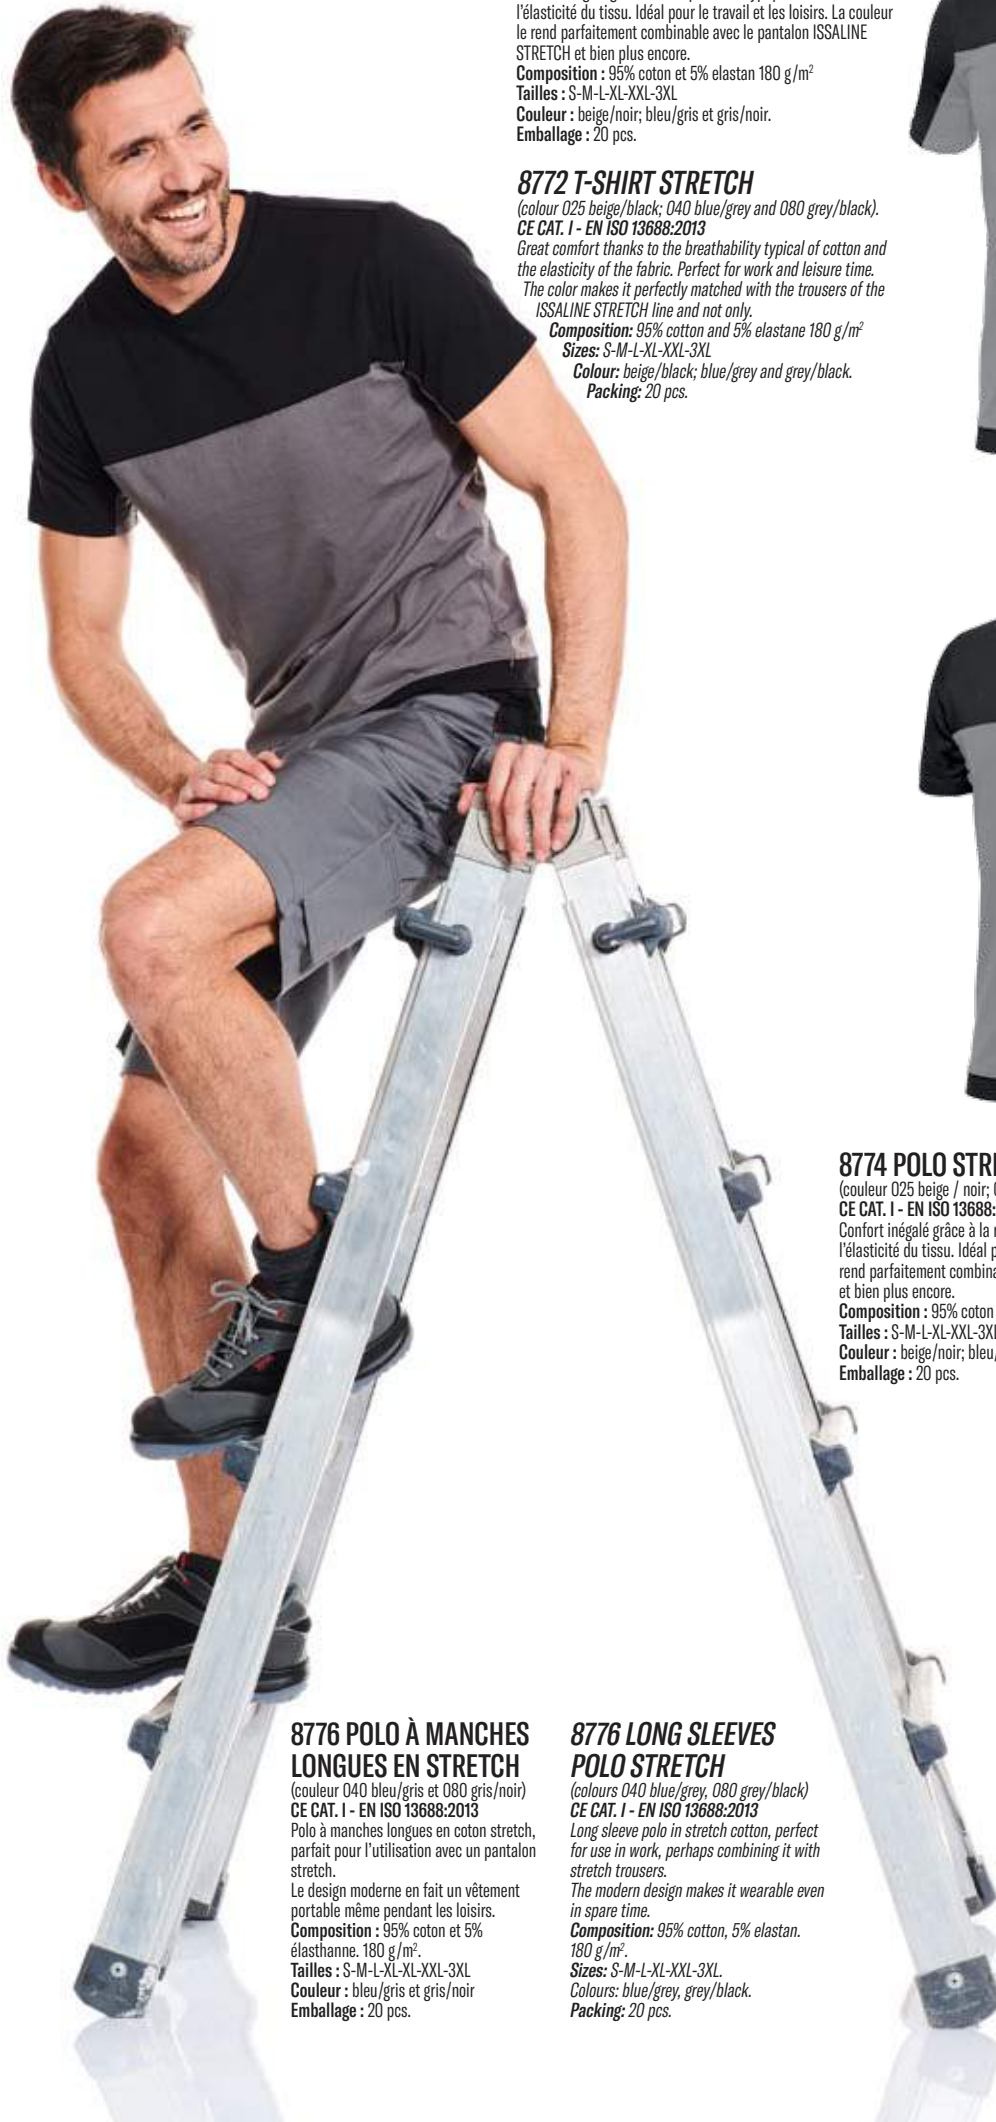 l'élasticité du tissu. Idéal pour le travail et les loisirs. La couleur
le rend parfaitement combinable avec le pantalon ISSALINE
STRETCH et bien plus encore.
Composition : 95% coton et 5% elastan 180 g/m²
Tailles : S-M-L-XL-XXL-3XL
Couleur : beige/noir; bleu/gris et gris/noir.
Emballage : 20 pcs.
8772 T-SHIRT STRETCH
(colour 025 beige/black; 040 blue/grey and 080 grey/black).
CE CAT. I - EN ISO 13688:2013
Great comfort thanks to the breathability typical of cotton and
the elasticity of the fabric. Perfect for work and leisure time.
The color makes it perfectly matched with the trousers of the
ISSALINE STRETCH line and not only.
Composition: 95% cotton and 5% elastane 180 g/m²
Sizes: S-M-L-XL-XXL-3XL
Colour: beige/black; blue/grey and grey/black.
Packing: 20 pcs.
8774 POLO
(couleur 025 beige / noir;
CE CAT. I - EN ISO 13688:
Confort inégalé grâce à la
l'élasticité du tissu. Idéal
rend parfaitement
et bien plus encore.
Composition : 95% coton
Tailles : S-M-L-XL-XXL-3XL
Couleur : beige/noir; bleu/
Emballage : 20 pcs.
8776 POLO À MANCHES
LONGUES EN STRETCH
(couleur 040 bleu/gris et 080 gris/noir)
CE CAT. I - EN ISO 13688:2013
Polo à manches longues en coton stretch,
parfait pour l'utilisation avec un pantalon
stretch.
Le design moderne en fait un vêtement
portable même pendant les loisirs.
Composition : 95% coton et 5%
élasthanne. 180 g/m².
Tailles : S-M-L-XL-XL-XXL-3XL
Couleur : bleu/gris et gris/noir
Emballage : 20 pcs.
8776 LONG SLEEVES
POLO STRETCH
(colours 040 blue/grey, 080 grey/black)
CE CAT. I - EN ISO 13688:2013
Long sleeve polo in stretch cotton, perfect
for use in work, perhaps combining it with
stretch trousers.
The modern design makes it wearable even
in spare time.
Composition: 95% cotton, 5% elastan.
180 g/m².
Sizes: S-M-L-XL-XXL-3XL.
Colours: blue/grey, grey/black.
Packing: 20 pcs.